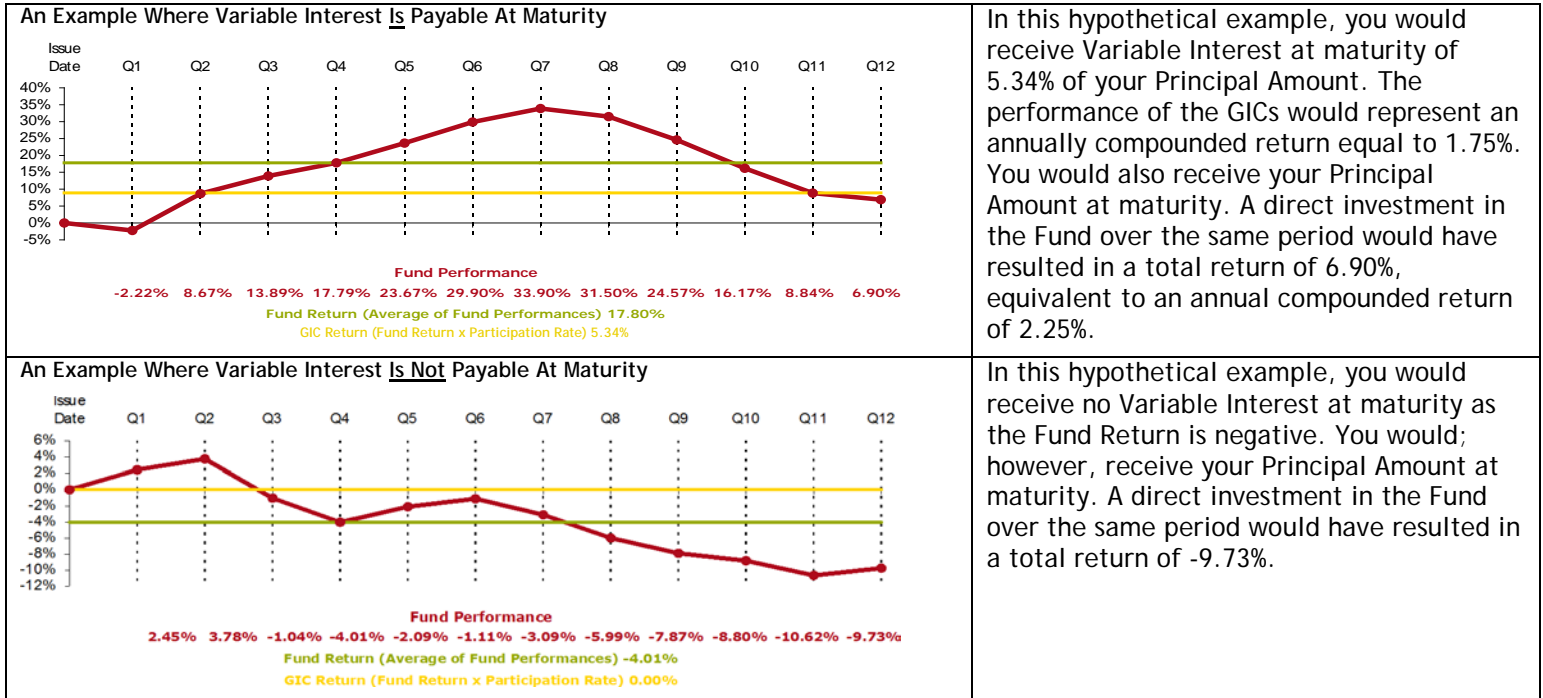 An Example Where Variable Interest Is Payable At Maturity
Issue
Date Q1 Q2 Q3 Q4 Q5 Q6 Q7 Q8 Q9 Q10 Q11 Q12
40%
35%
30%
25%
20%
15%
10%
5%
0%
-5%
Fund Performance
-2.22% 8.67% 13.89% 17.79% 23.67% 29.90% 33.90% 31.50% 24.57% 16.17% 8.84% 6.90%
Fund Return (Average of Fund Performances) 17.80%
GIC Return (Fund Return x Participation Rate) 5.34%
In this hypothetical example, you would
receive Variable Interest at maturity of
5.34% of your Principal Amount. The
performance of the GICs would represent an
annually compounded return equal to 1.75%.
You would also receive your Principal
Amount at maturity. A direct investment in
the Fund over the same period would have
resulted in a total return of 6.90%,
equivalent to an annual compounded return
of 2.25%.
An Example Where Variable Interest Is Not Payable At Maturity
Issue
Date Q1 Q2 Q3 Q4 Q5 Q6 Q7 Q8 Q9 Q10 Q11 Q12
6%
4%
2%
0%
-2%
-4%
-6%
-8%
-10%
-12%
Fund Performance
2.45% 3.78% -1.04% -4.01% -2.09% -1.11% -3.09% -5.99% -7.87% -8.80% -10.62% -9.73%
Fund Return (Average of Fund Performances) -4.01%
GIC Return (Fund Return x Participation Rate) 0.00%
In this hypothetical example, you would
receive no Variable Interest at maturity as
the Fund Return is negative. You would;
however, receive your Principal Amount at
maturity. A direct investment in the Fund
over the same period would have resulted in
a total return of -9.73%.